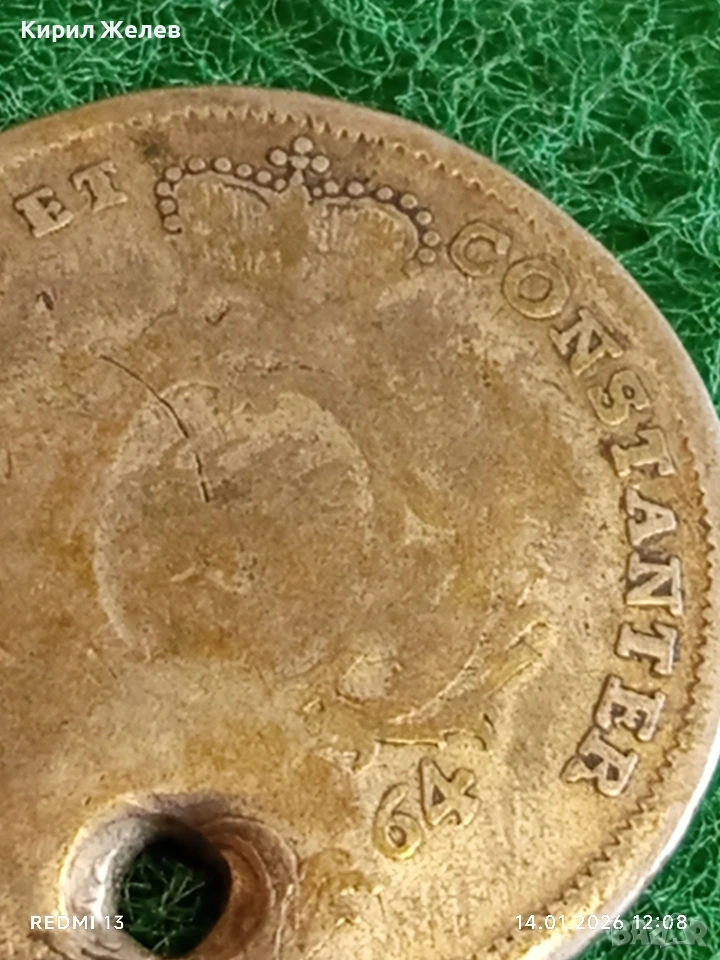 Кирил Желев
ET CONSTANTER
64
REDMI 13
14.01.2026 12:08